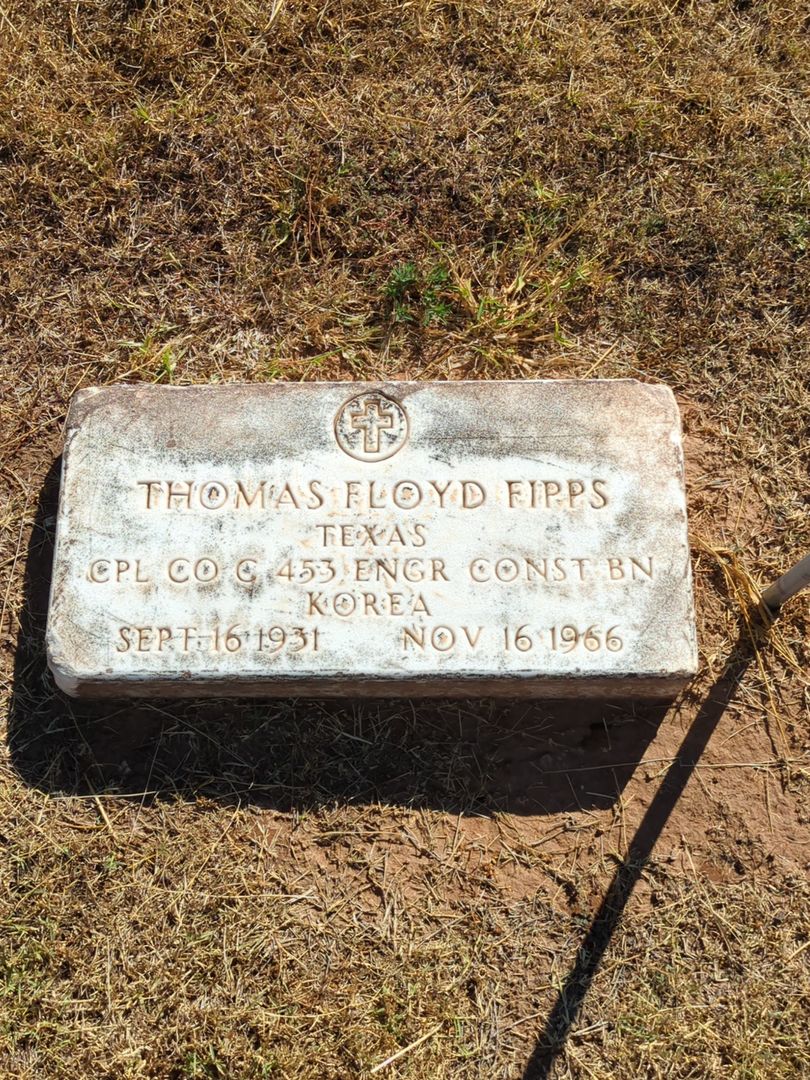 THOMAS FLOYD FIPPS
TEXAS
CPL CO C 453 ENGR CONST BN
KOREA
SEPT 16 1931 NOV 16 1966